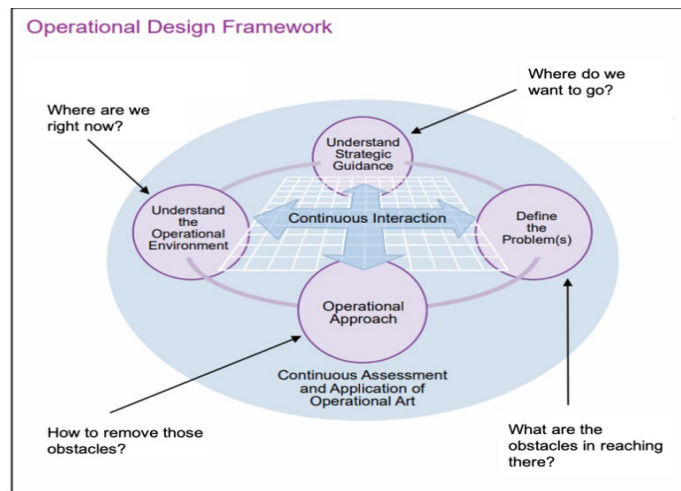 Operational Design Framework
Where do we
want to go?
Where are we
right now?
Understand
Strategic
Guidance
Understand
the
Operational
Environment
Continuous Interaction
Define
the
Problem(s)
Operational
Approach
Continuous Assessment
and Application of
Operational Art
How to remove those
obstacles?
What are the
obstacles in reaching
there?